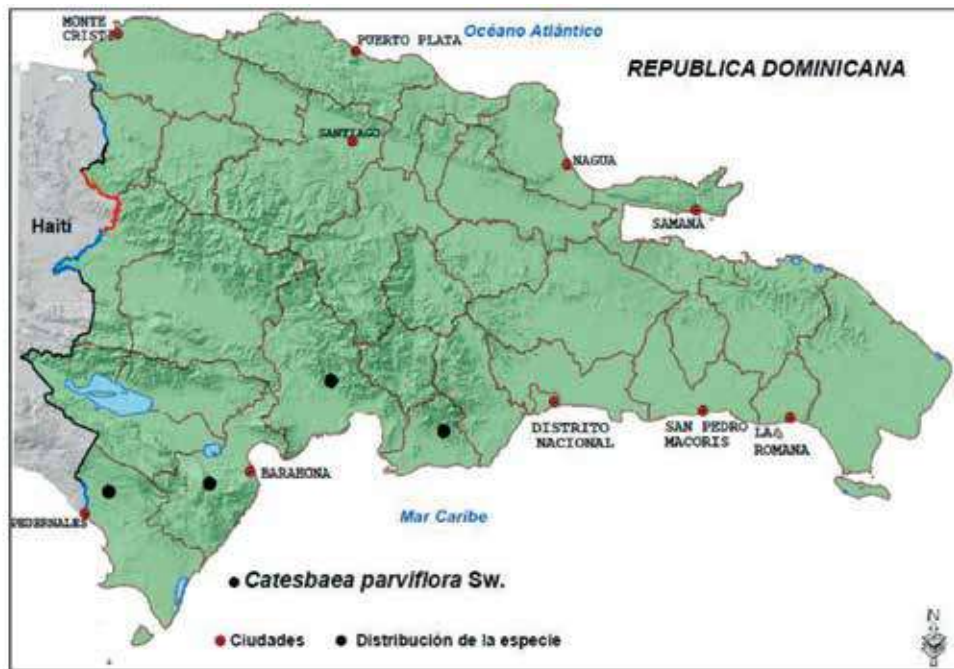 MONTE
CRISTI
PUERTO PLATA
Océano Atlántico
REPUBLICA DOMINICANA
SANTIAGO
NAGUA
SAMANÁ
Haití
DISTRITO
NACIONAL
SAN PEDRO
MACORIS
LA
ROMANA
BARAHONA
PEDERNALES
Mar Caribe
Catesbaea parviflora Sw.
Ciudades
Distribución de la especie
N